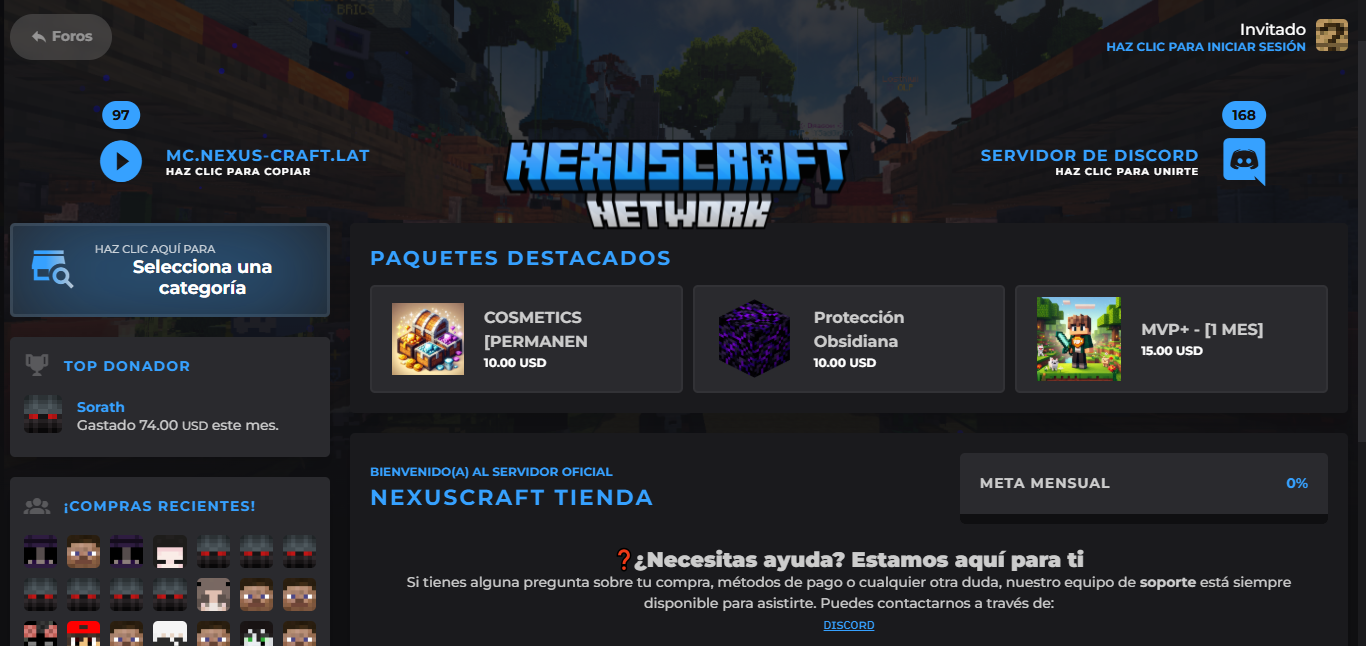 Foros
Invitado
HAZ CLIC PARA INICIAR SESIÓN
97
MC.NEXUS-CRAFT.LAT
HAZ CLIC PARA COPIAR
NEXUSCRAFT
NETWORK
168
SERVIDOR DE DISCORD
HAZ CLIC PARA UNIRTE
HAZ CLIC AQUÍ PARA
Selecciona una
categoría
TOP DONADOR
Sorath
Gastado 74.00 USD este mes.
¡COMPRAS RECIENTES!
PAQUETES DESTACADOS
COSMETICS
[PERMANEN
10.00 USD
Protección
Obsidiana
10.00 USD
MVP+ - [1 MES]
15.00 USD
BIENVENIDO(A) AL SERVIDOR OFICIAL
NEXUSCRAFT TIENDA
META MENSUAL 0%
❓¿Necesitas ayuda? Estamos aquí para ti
Si tienes alguna pregunta sobre tu compra, métodos de pago o cualquier otra duda, nuestro equipo de soporte está siempre
disponible para asistirte. Puedes contactarnos a través de:
DISCORD